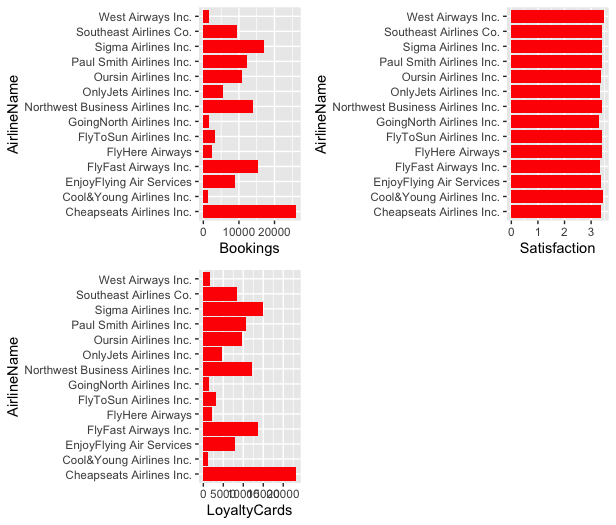 AirlineName
West Airways Inc.
Southeast Airlines Co.
Sigma Airlines Inc.
Paul Smith Airlines Inc.
Oursin Airlines Inc.
OnlyJets Airlines Inc.
Northwest Business Airlines Inc.
GoingNorth Airlines Inc.
FlyToSun Airlines Inc.
FlyHere Airways
FlyFast Airways Inc.
EnjoyFlying Air Services
Cool&Young Airlines Inc.
Cheapseats Airlines Inc.
0 10000 20000
Bookings
AirlineName
West Airways Inc.
Southeast Airlines Co.
Sigma Airlines Inc.
Paul Smith Airlines Inc.
Oursin Airlines Inc.
OnlyJets Airlines Inc.
Northwest Business Airlines Inc.
GoingNorth Airlines Inc.
FlyToSun Airlines Inc.
FlyHere Airways
FlyFast Airways Inc.
EnjoyFlying Air Services
Cool&Young Airlines Inc.
Cheapseats Airlines Inc.
0 1 2 3
Satisfaction
AirlineName
West Airways Inc.
Southeast Airlines Co.
Sigma Airlines Inc.
Paul Smith Airlines Inc.
Oursin Airlines Inc.
OnlyJets Airlines Inc.
Northwest Business Airlines Inc.
GoingNorth Airlines Inc.
FlyToSun Airlines Inc.
FlyHere Airways
FlyFast Airways Inc.
EnjoyFlying Air Services
Cool&Young Airlines Inc.
Cheapseats Airlines Inc.
0 5000 10000 15000 20000
LoyaltyCards